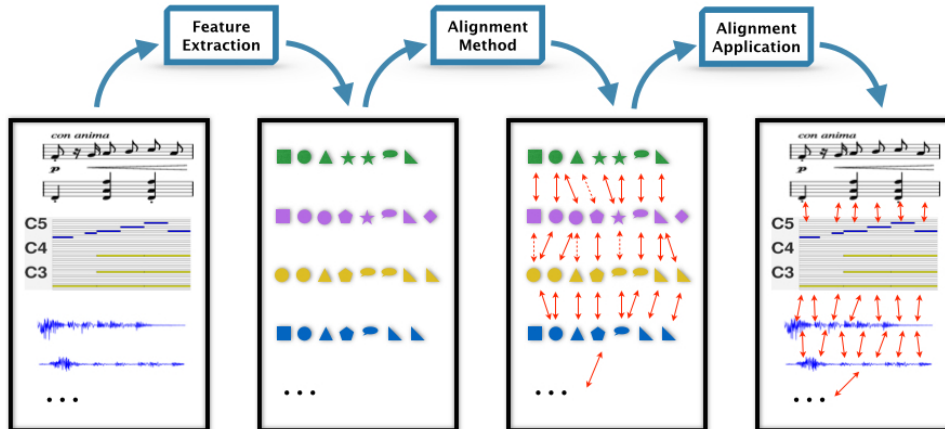 Feature
Extraction
Alignment
Method
Alignment
Application
con anima
p
C5
C4
C3
...
...
...
con anima
p
C5
C4
C3
...